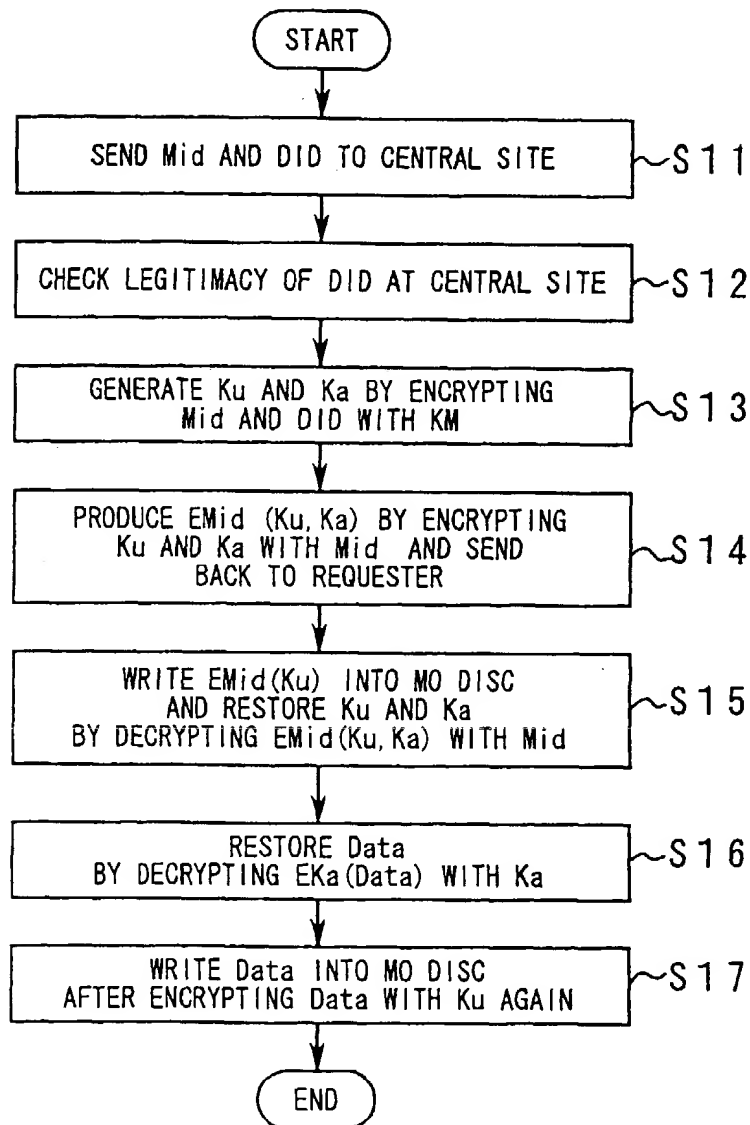 START
SEND Mid AND DID TO CENTRAL SITE
S11
CHECK LEGITIMACY OF DID AT CENTRAL SITE
S12
GENERATE Ku AND Ka BY ENCRYPTING
Mid AND DID WITH KM
S13
PRODUCE EMid (Ku, Ka) BY ENCRYPTING
Ku AND Ka WITH Mid AND SEND
BACK TO REQUESTER
S14
WRITE EMid(Ku) INTO MO DISC
AND RESTORE Ku AND Ka
BY DECRYPTING EMid(Ku, Ka) WITH Mid
S15
RESTORE Data
BY DECRYPTING EKa(Data) WITH Ka
S16
WRITE Data INTO MO DISC
AFTER ENCRYPTING Data WITH Ku AGAIN
S17
END